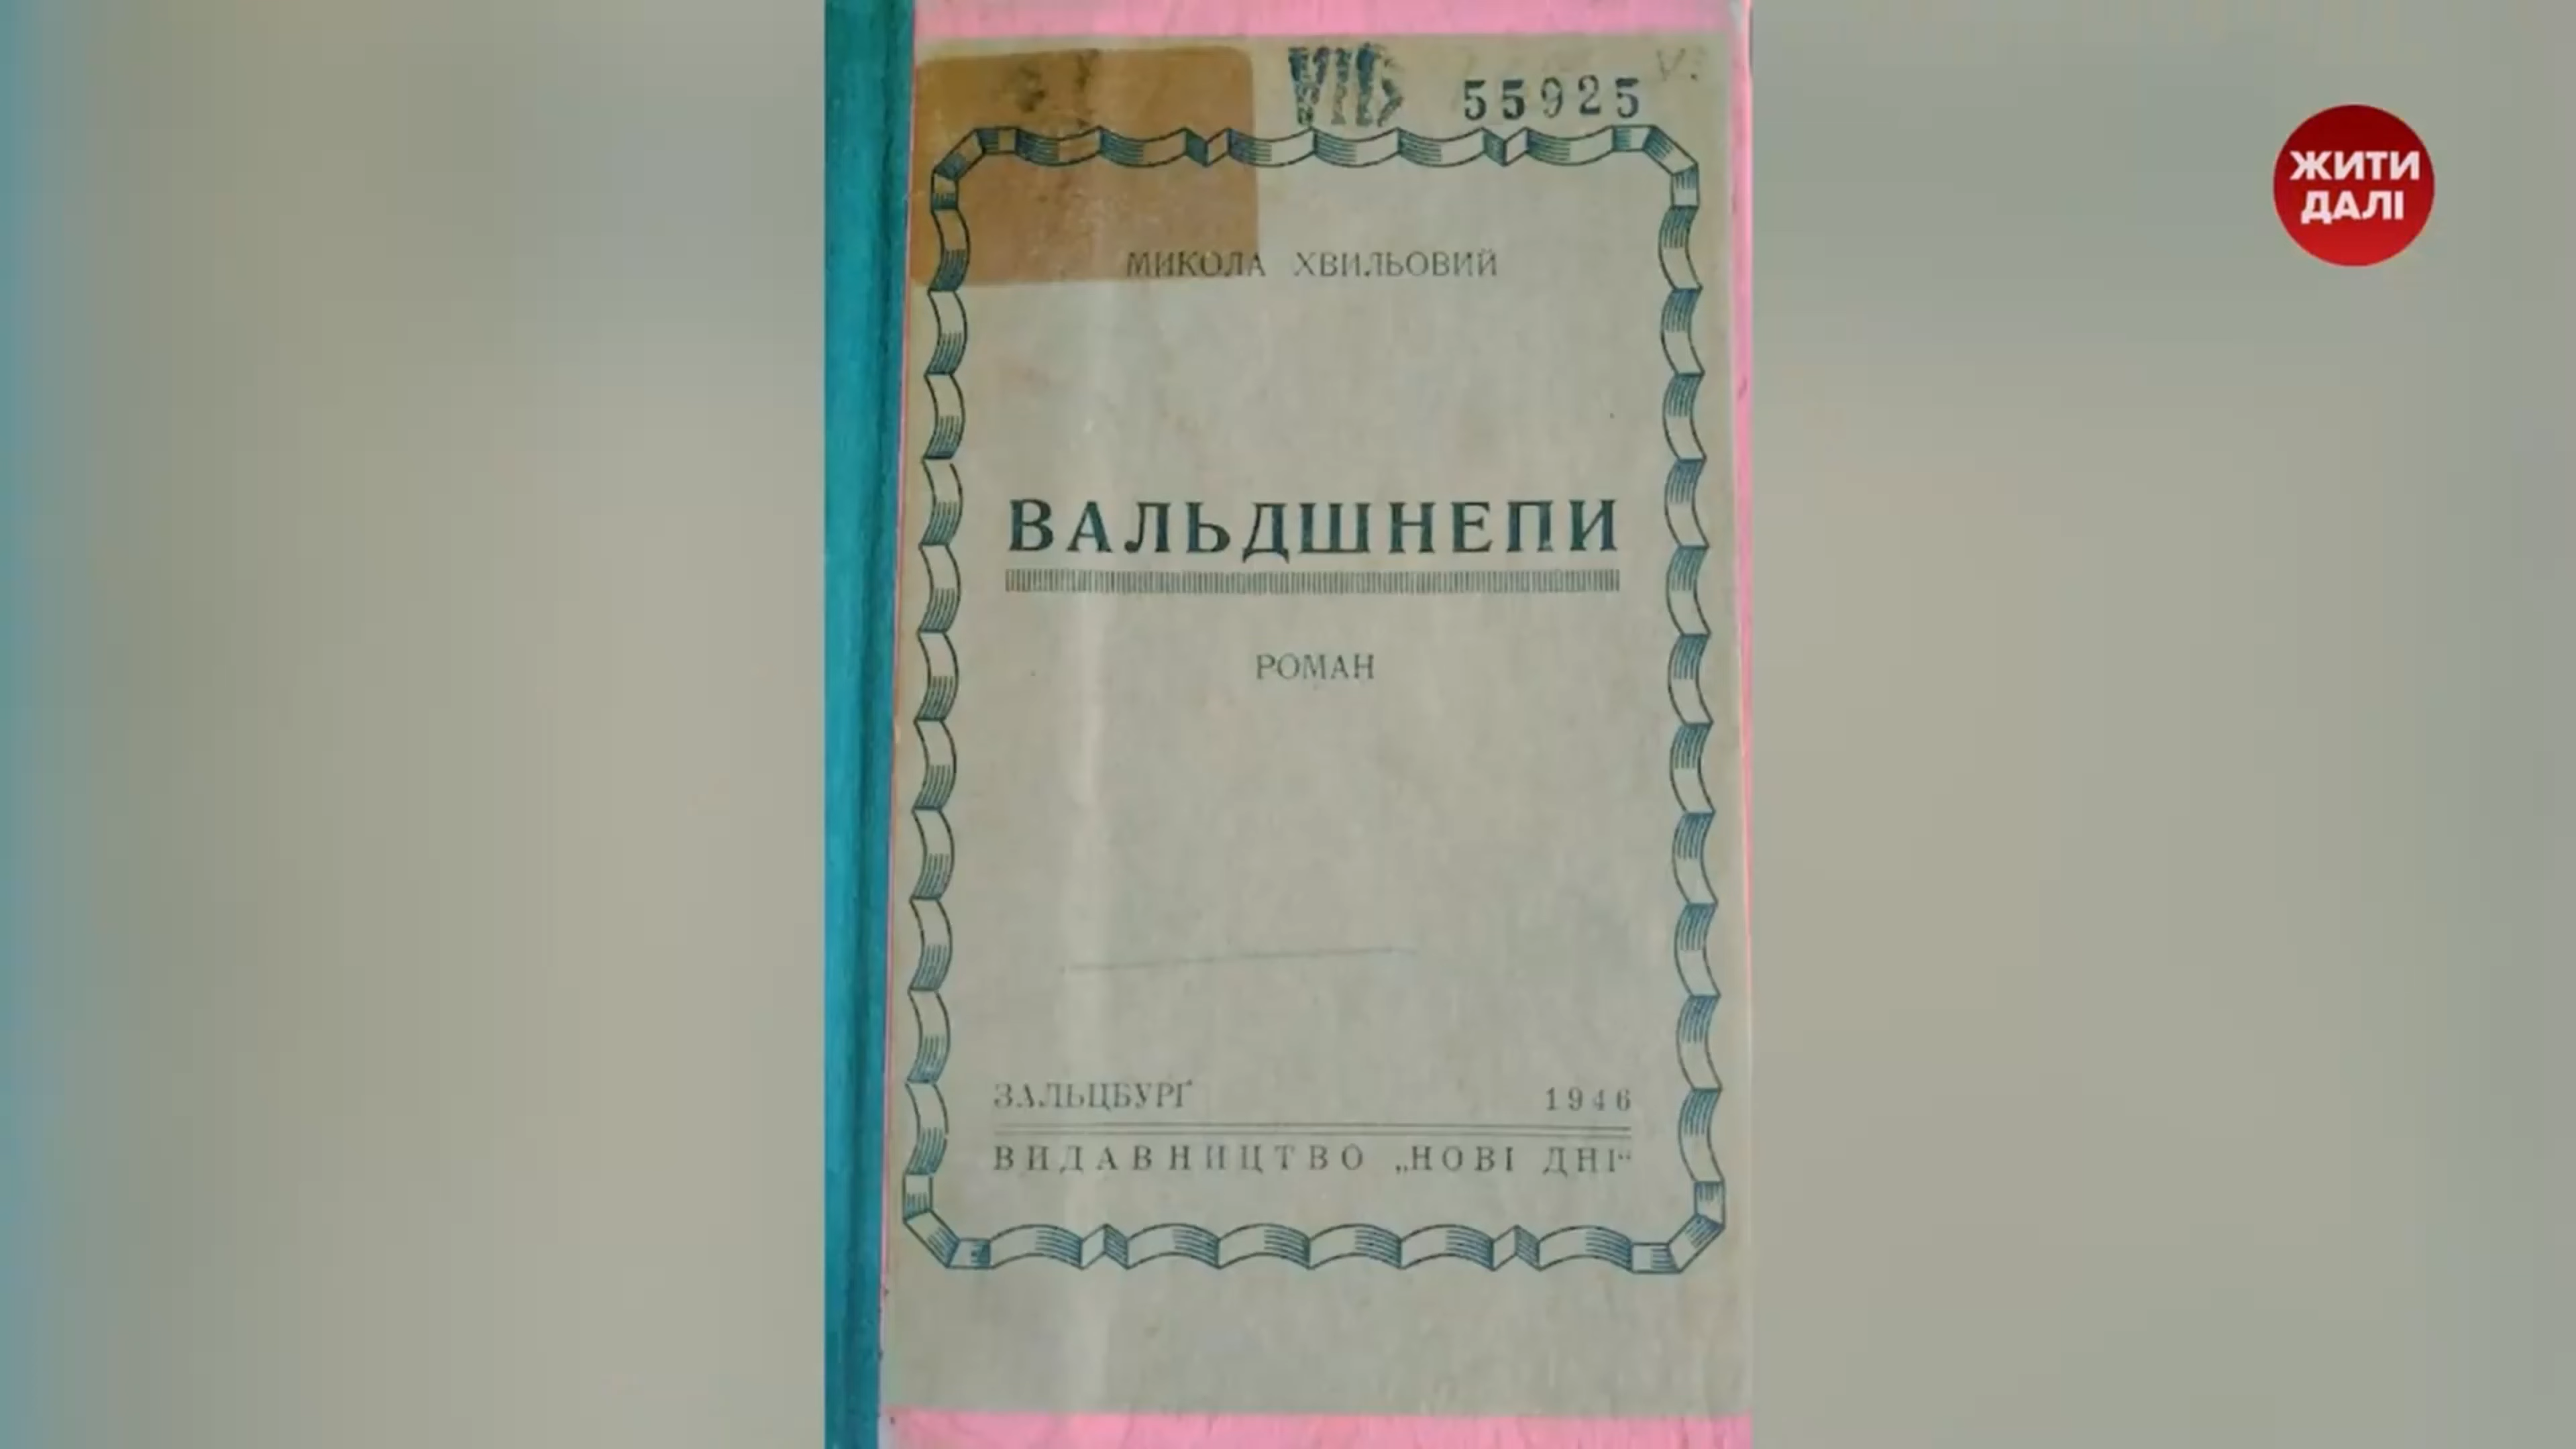 55925
МИКОЛА ХВИЛЬОВИЙ
ВАЛЬДШНЕПИ
РОМАН
ЗАЛЬЦБУРҐ 1946
ВИДАВНИЦТВО „НОВІ ДНІ“
ЖИТИ
ДАЛІ